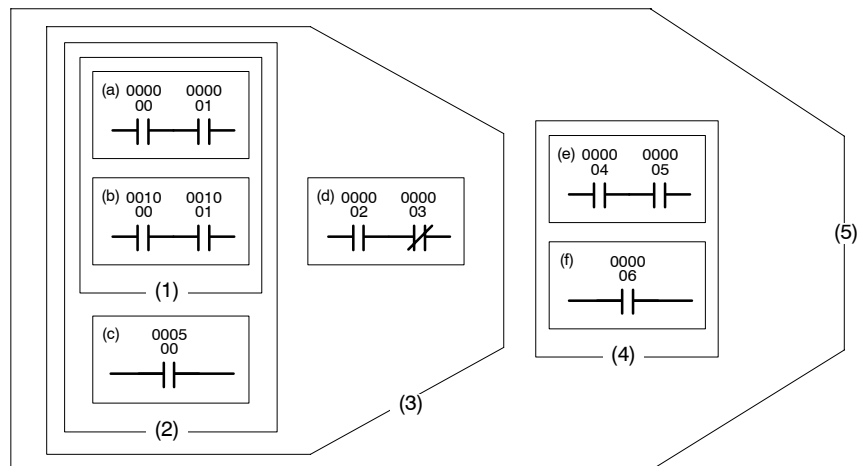 (a) 0000 0000
00 01
(b) 0010 0010
00 01
(1)
(c) 0005
00
(2)
(d) 0000 0000
02 03
(3)
(e) 0000 0000
04 05
(f) 0000
06
(4)
(5)